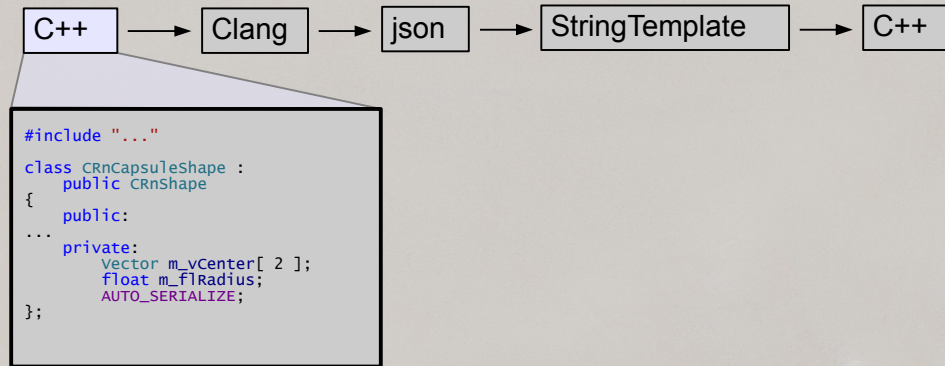 C++ Clang json StringTemplate C++
#include "..."
class CRnCapsuleShape :
public CRnShape
{
public:
...
private:
Vector m_vCenter[ 2 ];
float m_flRadius;
AUTO_SERIALIZE;
};